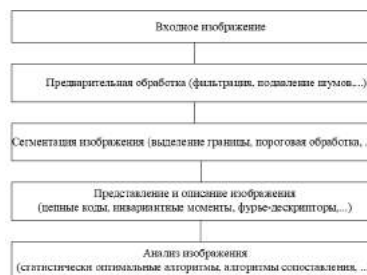 Входное изображение
Предварительная обработка (фильтрация, подавление шумов,...)
Сегментация изображения (выделение границы, пороговая обработка, ..
Представление и описание изображения
(цепные коды, инвариантные моменты, фурье-дескрипторы,...)
Анализ изображения
(статистически оптимальные алгоритмы, алгоритмы сопоставления, ...